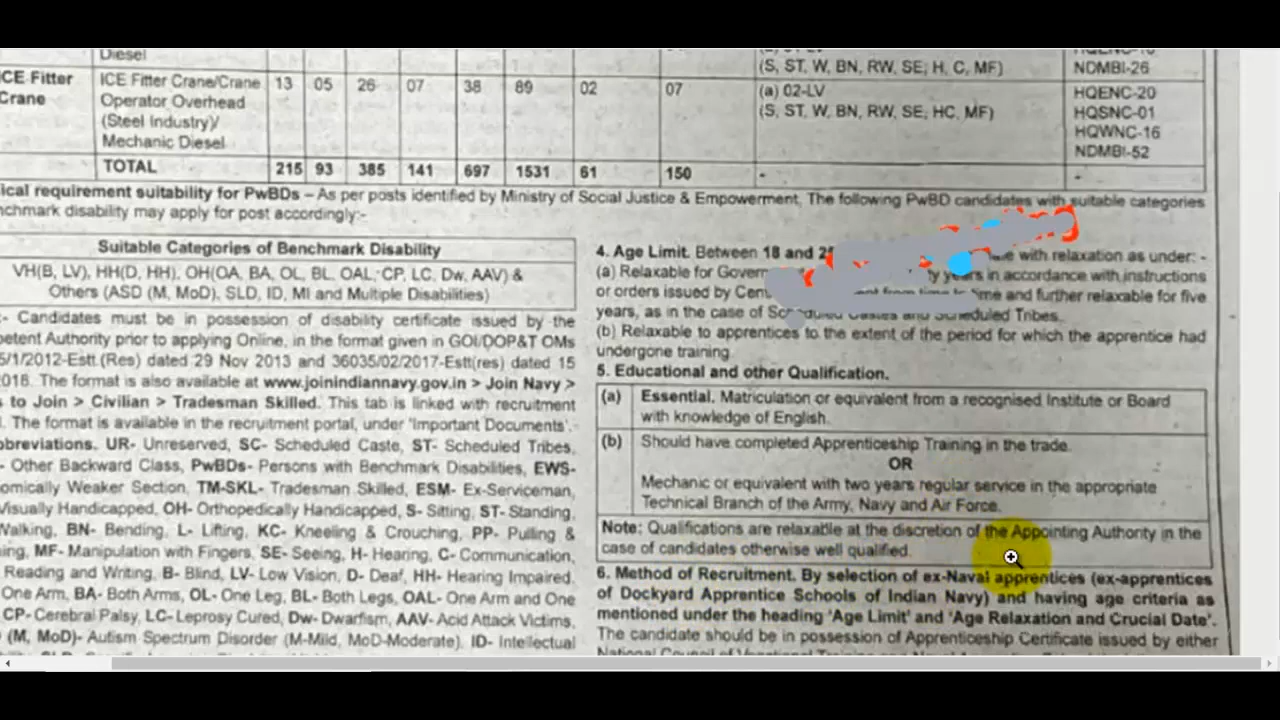 Diesel
(S, ST, W, BN, RW, SE; H, C, MF)
NDMBI-26
ICE Fitter Crane
ICE Fitter Crane/Crane Operator Overhead (Steel Industry)/ Mechanic Diesel
13 05 26 07 38 89 02 07
(a) 02-LV
(S, ST, W, BN, RW, SE, HC, MF)
HQENC-20
HQSNC-01
HQWNC-16
NDMBI-52
TOTAL 215 93 385 141 697 1531 61 150 - -
ical requirement suitability for PwBDs – As per posts identified by Ministry of Social Justice & Empowerment, The following PwBD candidates with suitable categories
nchmark disability may apply for post accordingly:-
Suitable Categories of Benchmark Disability
VH(B, LV), HH(D, HH), OH(OA, BA, OL, BL, OAL, CP, LC, Dw, AAV) &
Others (ASD (M, MoD), SLD, ID, MI and Multiple Disabilities)
:- Candidates must be in possession of disability certificate issued by the
petent Authority prior to applying Online, in the format given in GOI/DOP&T OMs
5/1/2012-Estt.(Res) dated 29 Nov 2013 and 36035/02/2017-Estt(res) dated 15
2018. The format is also available at www.joinindiannavy.gov.in > Join Navy >
s to Join > Civilian > Tradesman Skilled. This tab is linked with recruitment
l. The format is available in the recruitment portal, under 'Important Documents'.
bbreviations. UR- Unreserved, SC- Scheduled Caste, ST- Scheduled Tribes,
- Other Backward Class, PwBDs- Persons with Benchmark Disabilities, EWS-
omically Weaker Section, TM-SKL- Tradesman Skilled, ESM- Ex-Serviceman,
Visually Handicapped, OH- Orthopedically Handicapped, S- Sitting, ST- Standing,
Walking, BN- Bending, L- Lifting, KC- Kneeling & Crouching, PP- Pulling &
ing, MF- Manipulation with Fingers, SE- Seeing, H- Hearing, C- Communication,
Reading and Writing, B- Blind, LV- Low Vision, D- Deaf, HH- Hearing Impaired,
One Arm, BA- Both Arms, OL- One Leg, BL- Both Legs, OAL- One Arm and One
CP- Cerebral Palsy, LC- Leprosy Cured, Dw- Dwarfism, AAV- Acid Attack Victims,
(M, MoD)- Autism Spectrum Disorder (M-Mild, MoD-Moderate), ID- Intellectual
4. Age Limit. Between 18 and with relaxation as under: -
(a) Relaxable for years in accordance with instructions
or orders issued by time and further relaxable for five
years, as in the case of Scheduled Castes and Scheduled Tribes.
(b) Relaxable to apprentices to the extent of the period for which the apprentice had
undergone training.
5. Educational and other Qualification.
(a) Essential. Matriculation or equivalent from a recognised Institute or Board
with knowledge of English.
(b) Should have completed Apprenticeship Training in the trade.
OR
Mechanic or equivalent with two years regular service in the appropriate
Technical Branch of the Army, Navy and Air Force.
Note: Qualifications are relaxable at the discretion of the Appointing Authority in the
case of candidates otherwise well qualified.
6. Method of Recruitment. By selection of ex-Naval apprentices (ex-apprentices
of Dockyard Apprentice Schools of Indian Navy) and having age criteria as
mentioned under the heading 'Age Limit' and 'Age Relaxation and Crucial Date'.
The candidate should be in possession of Apprenticeship Certificate issued by either